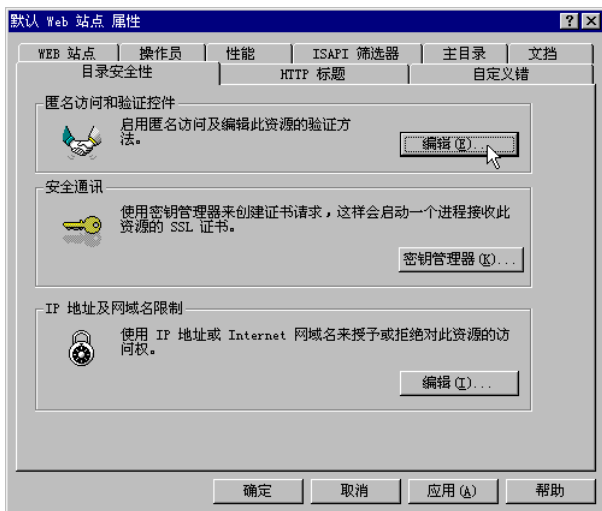 默认 Web 站点 属性
WEB 站点 操作员 性能 ISAPI 筛选器 主目录 文档
目录安全性 HTTP 标题 自定义错
匿名访问和验证控件
启用匿名访问及编辑此资源的验证方
法。
编辑(E)...
安全通讯
使用密钥管理器来创建证书请求，这样会启动一个进程接收此
资源的 SSL 证书。
密钥管理器(K)...
IP 地址及网域名限制
使用 IP 地址或 Internet 网域名来授予或拒绝对此资源的访
问权。
编辑(I)...
确定 取消 应用(A) 帮助